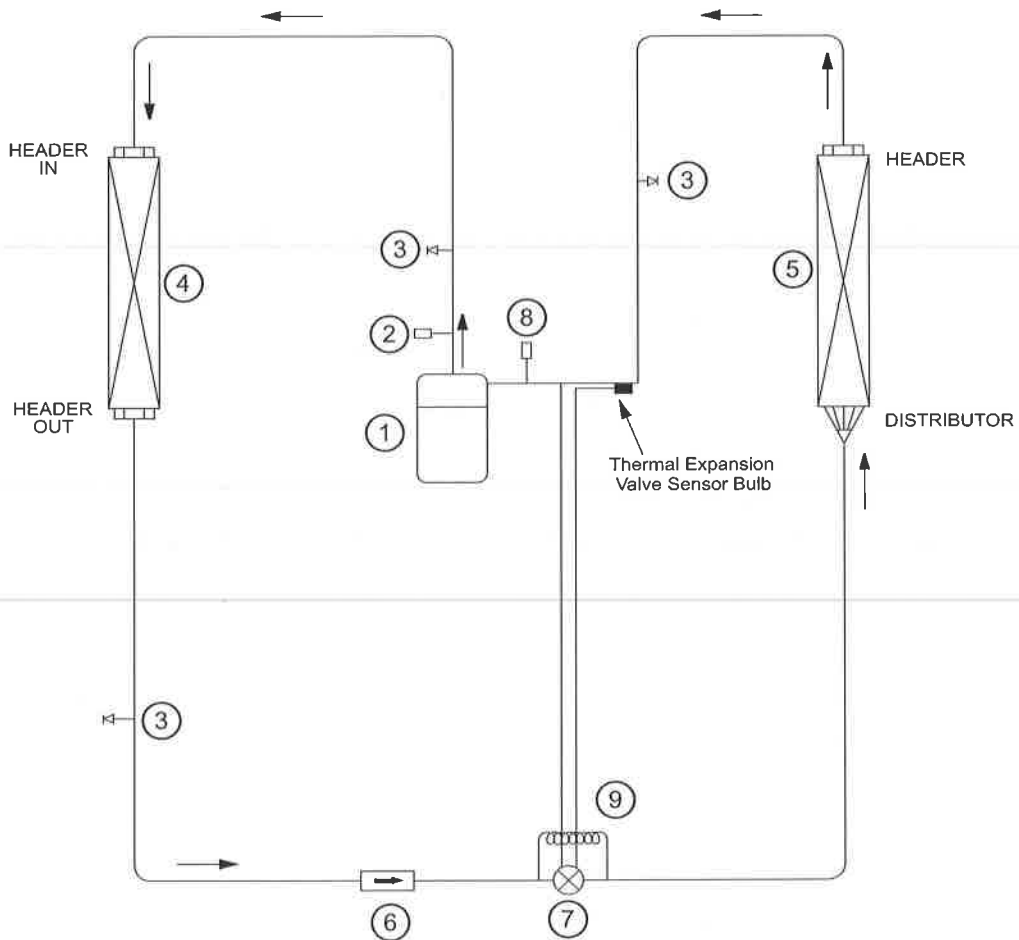 HEADER
IN
HEADER
3
3
4
5
8
2
HEADER
OUT
1
DISTRIBUTOR
Thermal Expansion
Valve Sensor Bulb
3
9
6
7